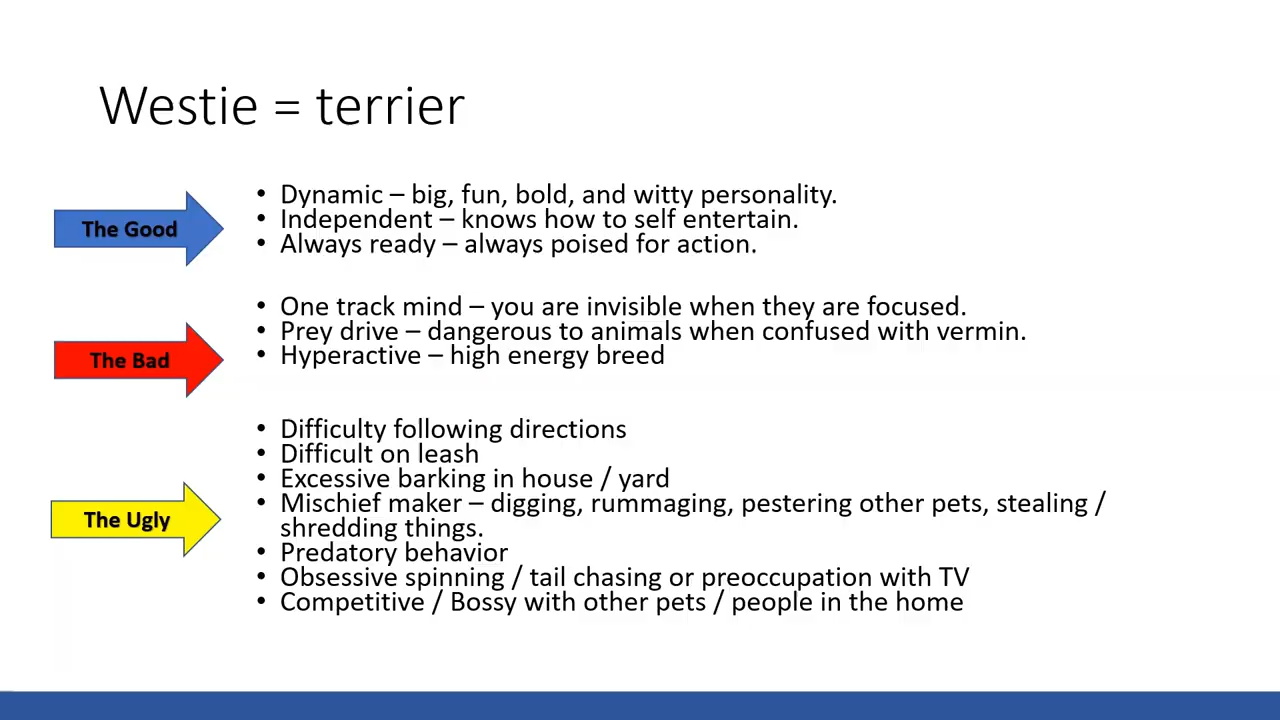 Westie = terrier
The Good
• Dynamic – big, fun, bold, and witty personality.
• Independent – knows how to self entertain.
• Always ready – always poised for action.
The Bad
• One track mind – you are invisible when they are focused.
• Prey drive – dangerous to animals when confused with vermin.
• Hyperactive – high energy breed
The Ugly
• Difficulty following directions
• Difficult on leash
• Excessive barking in house / yard
• Mischief maker – digging, rummaging, pestering other pets, stealing /
shredding things.
• Predatory behavior
• Obsessive spinning / tail chasing or preoccupation with TV
• Competitive / Bossy with other pets / people in the home